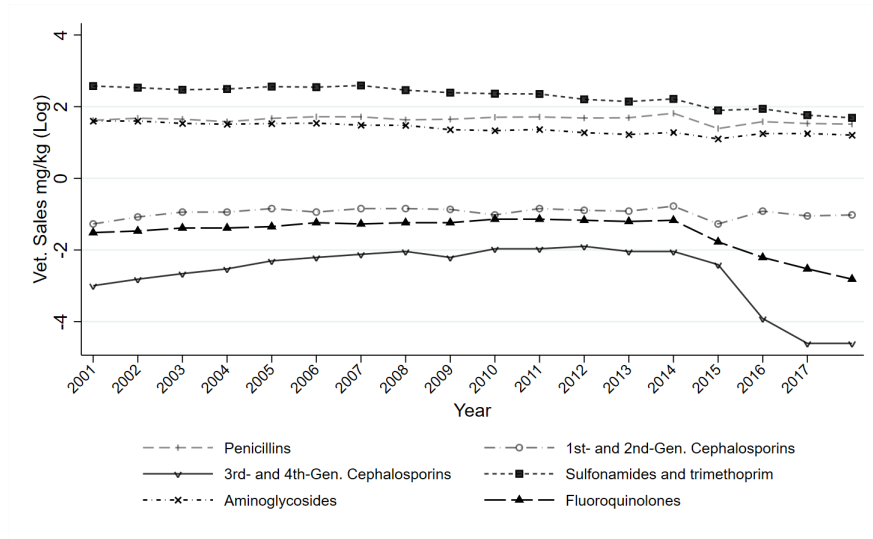 4
2
0
-2
-4
Vet. Sales mg/kg (Log)
2001 2002 2003 2004 2005 2006 2007 2008 2009 2010 2011 2012 2013 2014 2015 2016 2017
Year
Penicillins 1st- and 2nd-Gen. Cephalosporins
3rd- and 4th-Gen. Cephalosporins Sulfonamides and trimethoprim
Aminoglycosides Fluoroquinolones